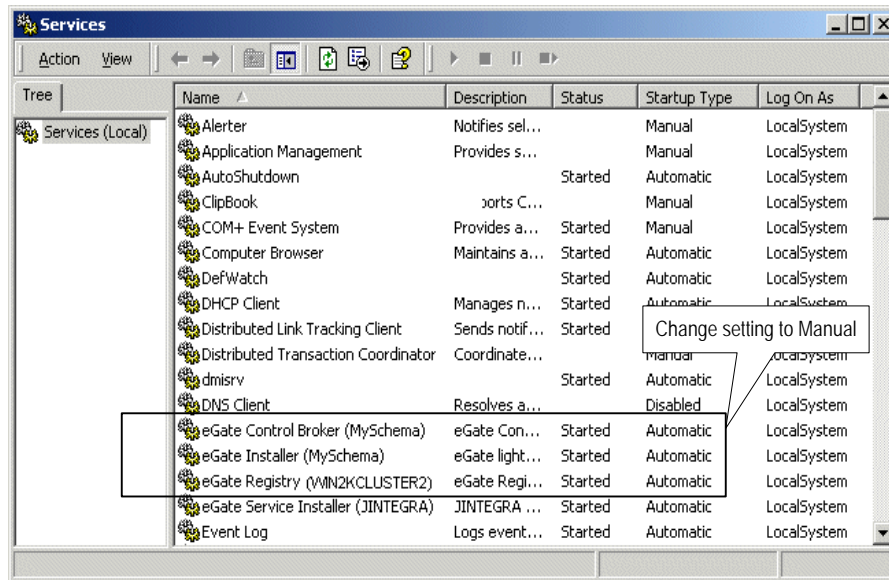 Services
Action View
Tree
Name Description Status Startup Type Log On As
Services (Local)
Alerter Notifies sel... Manual LocalSystem
Application Management Provides s... Manual LocalSystem
AutoShutdown Started Automatic LocalSystem
ClipBook ports C... Manual LocalSystem
COM+ Event System Provides a... Started Manual LocalSystem
Computer Browser Maintains a... Started Automatic LocalSystem
DefWatch Started Automatic LocalSystem
DHCP Client Manages n... Started Automatic LocalSystem
Distributed Link Tracking Client Sends notif... Started
Change setting to Manual
Distributed Transaction Coordinator Coordinate... Manual LocalSystem
dmisrv Started Automatic LocalSystem
DNS Client Resolves a... Disabled LocalSystem
eGate Control Broker (MySchema) eGate Con... Started Automatic LocalSystem
eGate Installer (MySchema) eGate light... Started Automatic LocalSystem
eGate Registry (WIN2KCLUSTER2) eGate Regi... Started Automatic LocalSystem
eGate Service Installer (JINTEGRA) JINTEGRA ... Started Automatic LocalSystem
Event Log Logs event... Started Automatic LocalSystem